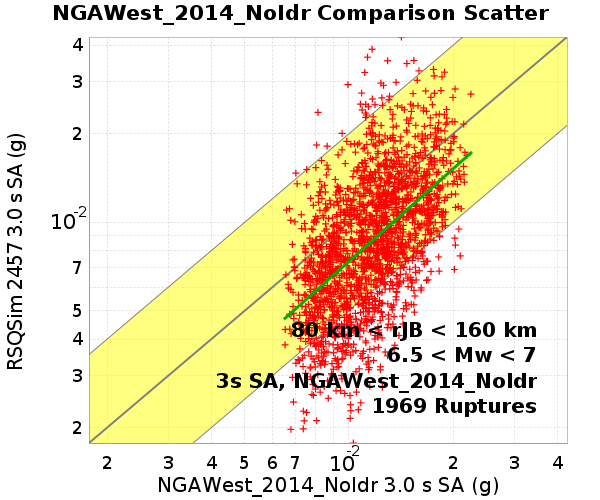 NGAWest_2014_NoIdr Comparison Scatter
RSQSim 2457 3.0 s SA (g)
4
3
2
10-2
7
5
4
3
2
80 km < rJB < 160 km
6.5 < Mw < 7
3s SA, NGAWest_2014_NoIdr
1969 Ruptures
2 3 4 5 6 7 10-2 2 3 4
NGAWest_2014_NoIdr 3.0 s SA (g)